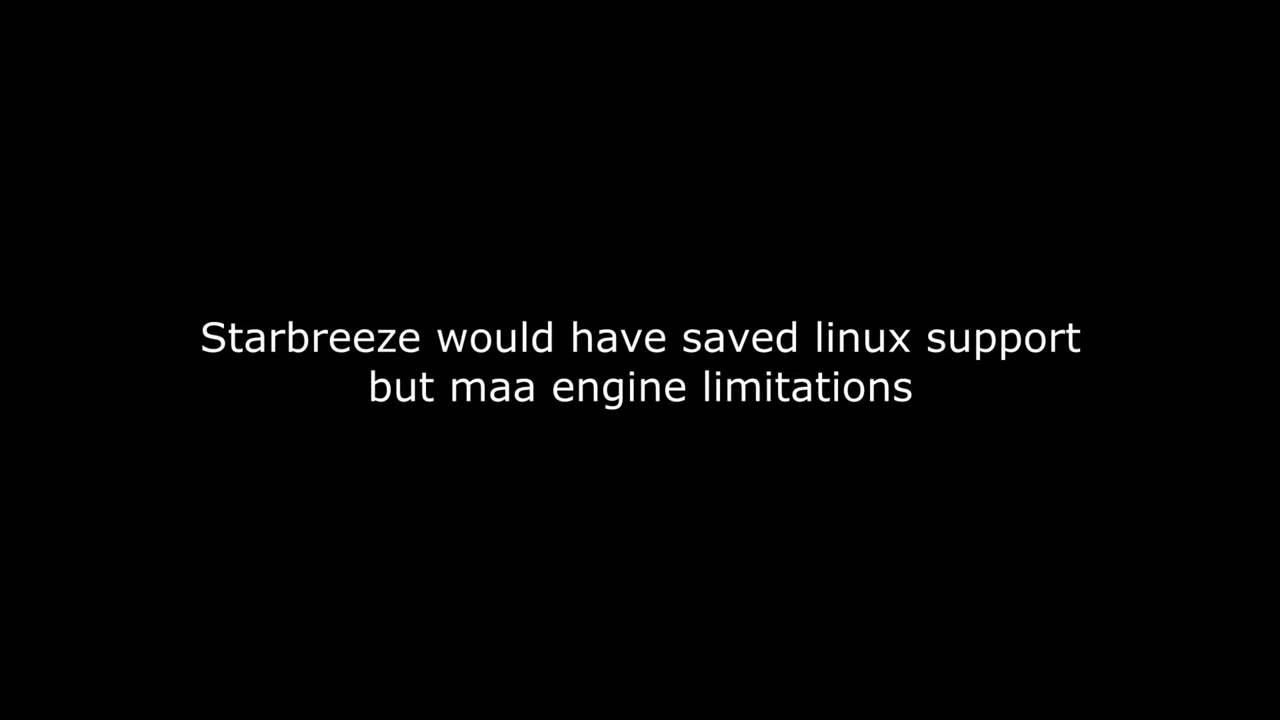 Starbreeze would have saved linux support
but maa engine limitations